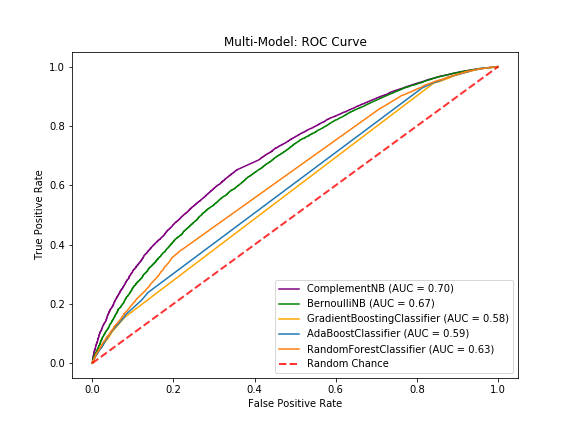 Multi-Model: ROC Curve
True Positive Rate
1.0
0.8
0.6
0.4
0.2
0.0
ComplementNB (AUC = 0.70)
BernoulliNB (AUC = 0.67)
GradientBoostingClassifier (AUC = 0.58)
AdaBoostClassifier (AUC = 0.59)
RandomForestClassifier (AUC = 0.63)
Random Chance
0.0 0.2 0.4 0.6 0.8 1.0
False Positive Rate